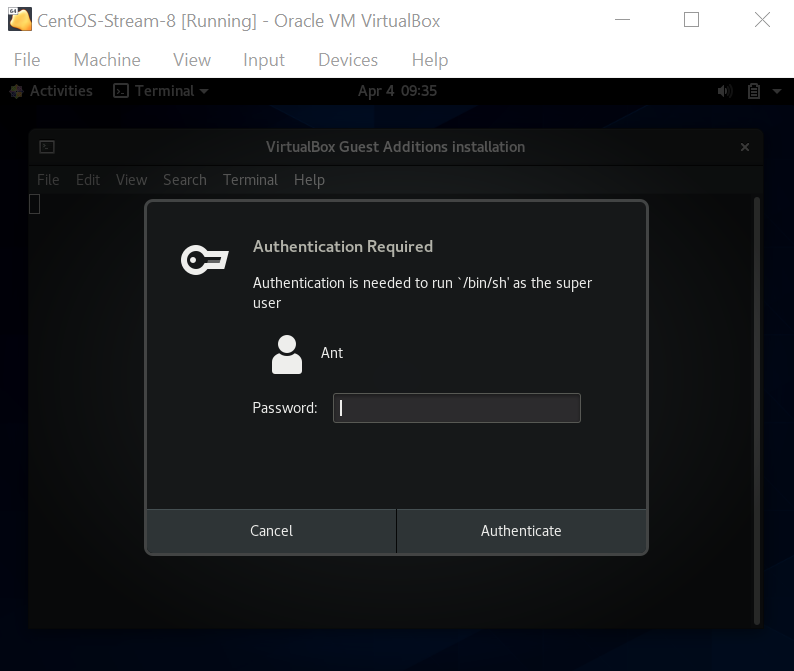 CentOS-Stream-8 [Running] - Oracle VM VirtualBox
File Machine View Input Devices Help
Activities Terminal Apr 4 09:35
VirtualBox Guest Additions installation
File Edit View Search Terminal Help
Authentication Required
Authentication is needed to run `/bin/sh' as the super
user
Ant
Password:
Cancel Authenticate